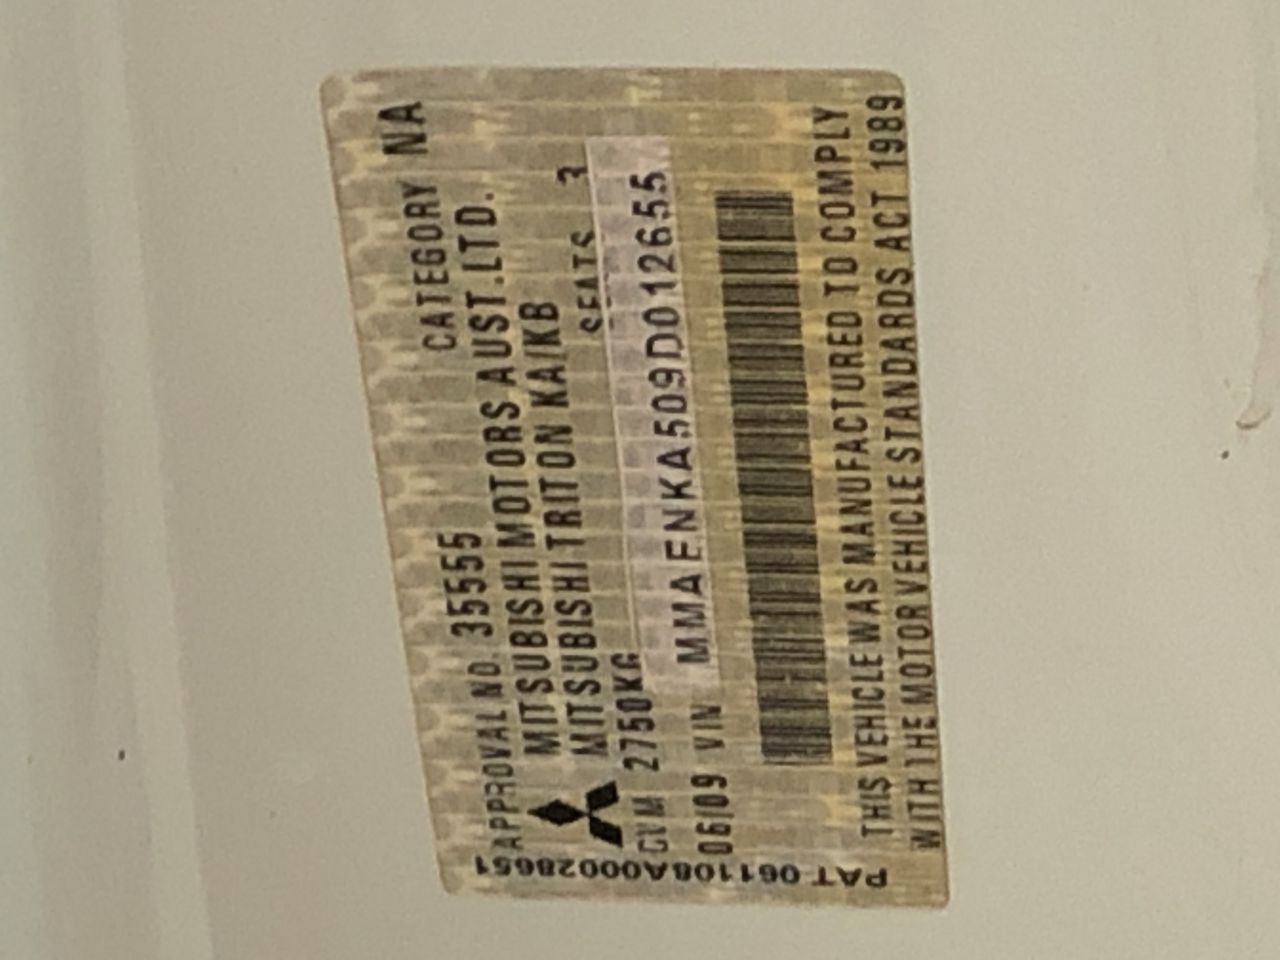 APPROVAL NO. 35555 CATEGORY NA
MITSUBISHI MOTORS AUST.LTD.
MITSUBISHI TRITON KA/KB
GVM 2750KG SEATS 3
06/09 VIN MMAENKA509D012655
THIS VEHICLE WAS MANUFACTURED TO COMPLY
WITH THE MOTOR VEHICLE STANDARDS ACT 1989
PAT 061108A00028651